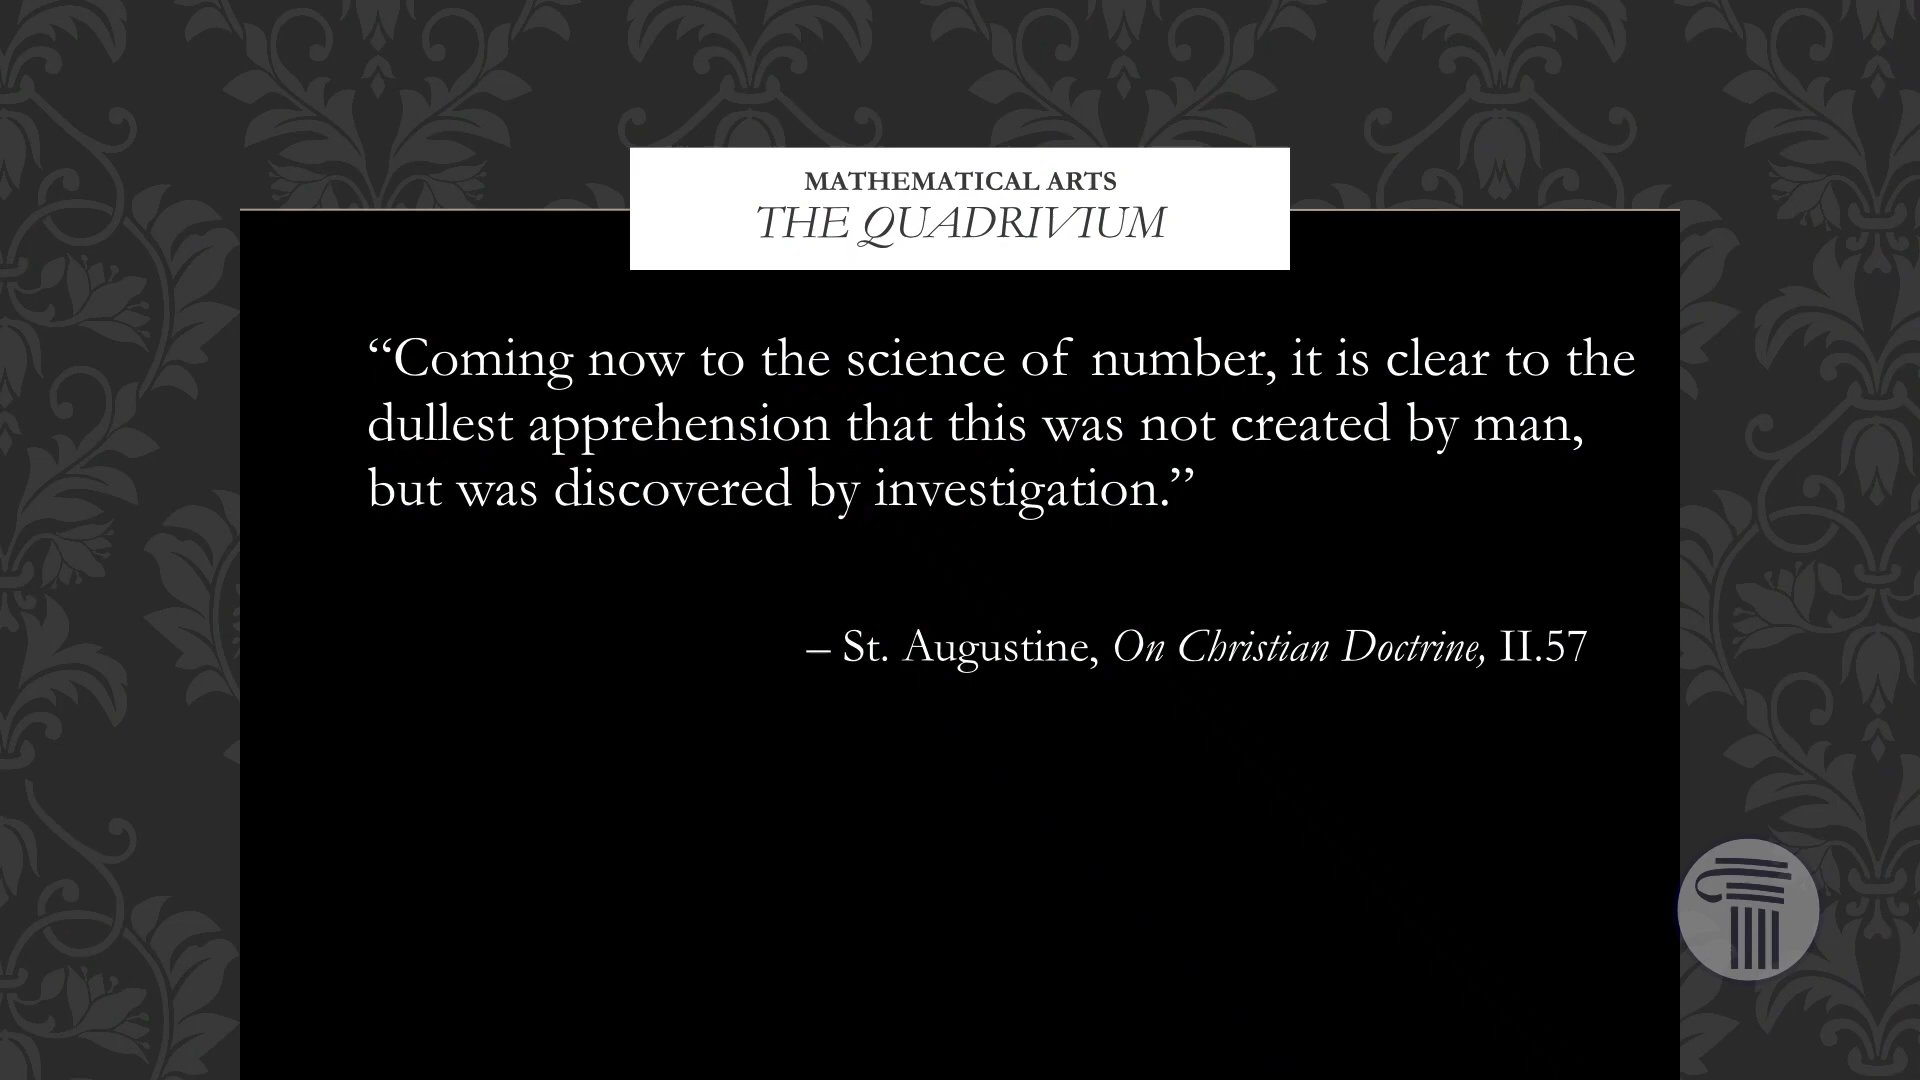 MATHEMATICAL ARTS
THE QUADRIVIUM
“Coming now to the science of number, it is clear to the
dullest apprehension that this was not created by man,
but was discovered by investigation.”
– St. Augustine, On Christian Doctrine, II.57